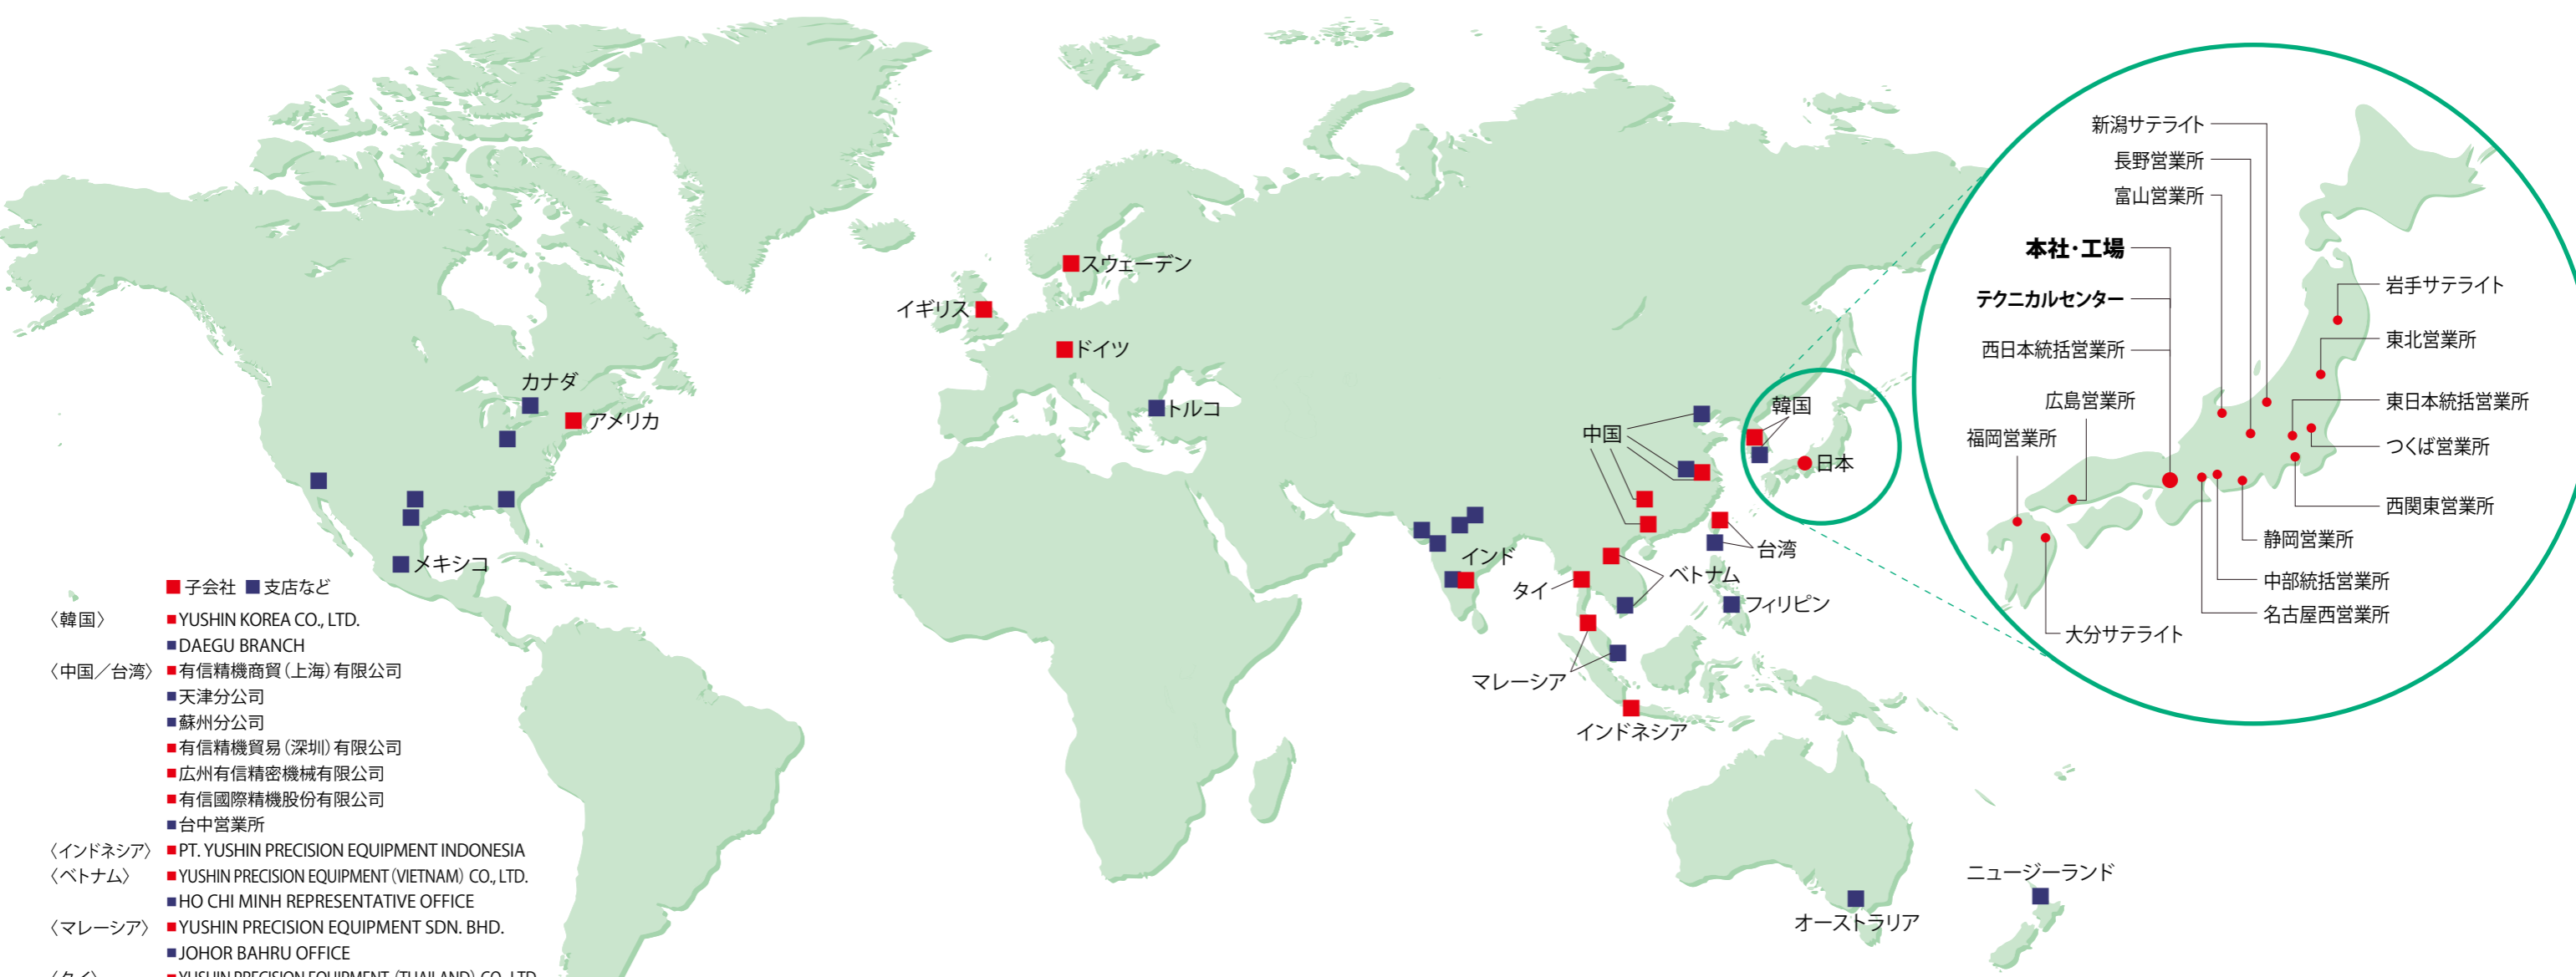 スウェーデン
イギリス
ドイツ
カナダ
アメリカ
トルコ
韓国
中国
日本
メキシコ
インド
台湾
タイ
ベトナム
フィリピン
マレーシア
インドネシア
オーストラリア
ニュージーランド
新潟サテライト
長野営業所
富山営業所
本社・工場
テクニカルセンター
西日本統括営業所
広島営業所
福岡営業所
岩手サテライト
東北営業所
東日本統括営業所
つくば営業所
西関東営業所
静岡営業所
中部統括営業所
名古屋西営業所
大分サテライト
■子会社 ■支店など
〈韓国〉 ■YUSHIN KOREA CO., LTD.
■DAEGU BRANCH
〈中国／台湾〉 ■有信精機商貿(上海)有限公司
■天津分公司
■蘇州分公司
■有信精機貿易(深圳)有限公司
■広州有信精密機械有限公司
■有信國際精機股份有限公司
■台中営業所
〈インドネシア〉 ■PT. YUSHIN PRECISION EQUIPMENT INDONESIA
〈ベトナム〉 ■YUSHIN PRECISION EQUIPMENT (VIETNAM) CO., LTD.
■HO CHI MINH REPRESENTATIVE OFFICE
〈マレーシア〉 ■YUSHIN PRECISION EQUIPMENT SDN. BHD.
■JOHOR BAHRU OFFICE
〈タイ〉 ■YUSHIN PRECISION EQUIPMENT (THAILAND) CO., LTD.